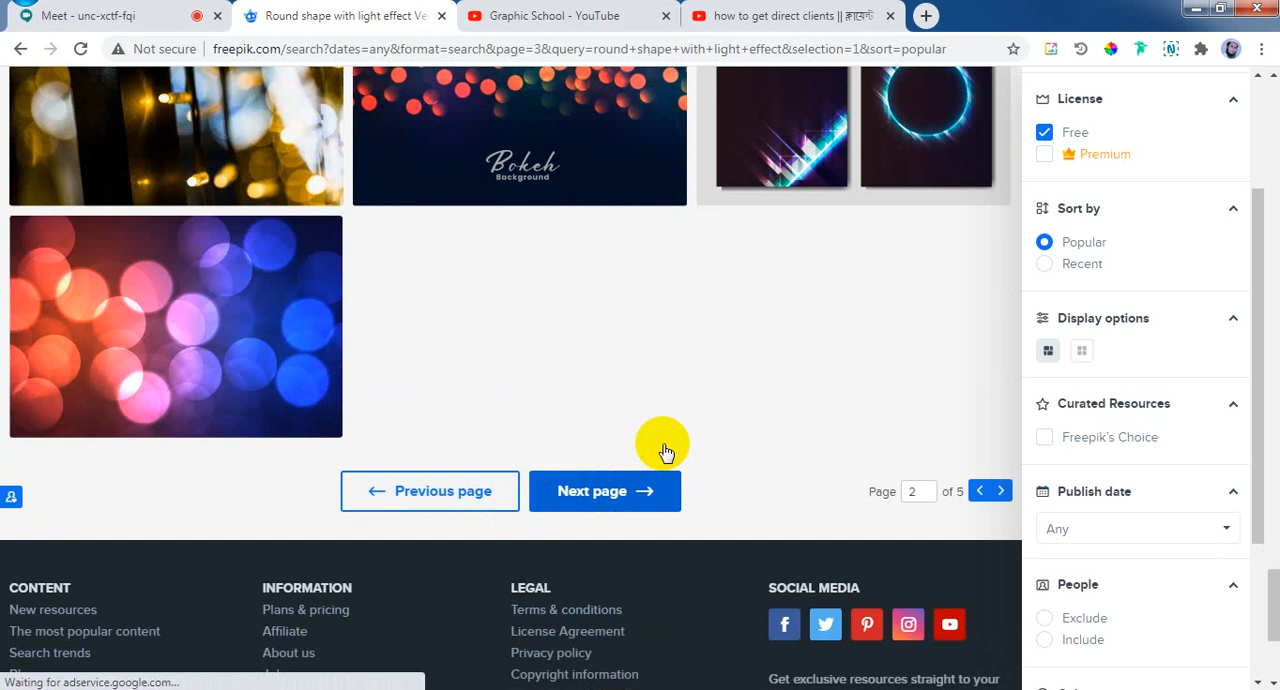 Meet - unc-xctf-fqi
Round shape with light effect Ve
Graphic School - YouTube
how to get direct clients || ক্লায়েন্ট
Not secure
freepik.com/search?dates=any&format=search&page=3&query=round+shape+with+light+effect&selection=1&sort=popular
Bokeh
Background
License
Free
Premium
Sort by
Popular
Recent
Display options
Curated Resources
Freepik's Choice
Publish date
Any
People
Exclude
Include
← Previous page
Next page →
Page 2 of 5
CONTENT
New resources
The most popular content
Search trends
INFORMATION
Plans & pricing
Affiliate
About us
LEGAL
Terms & conditions
License Agreement
Privacy policy
Copyright information
SOCIAL MEDIA
Get exclusive resources straight to your
Waiting for adservice.google.com...